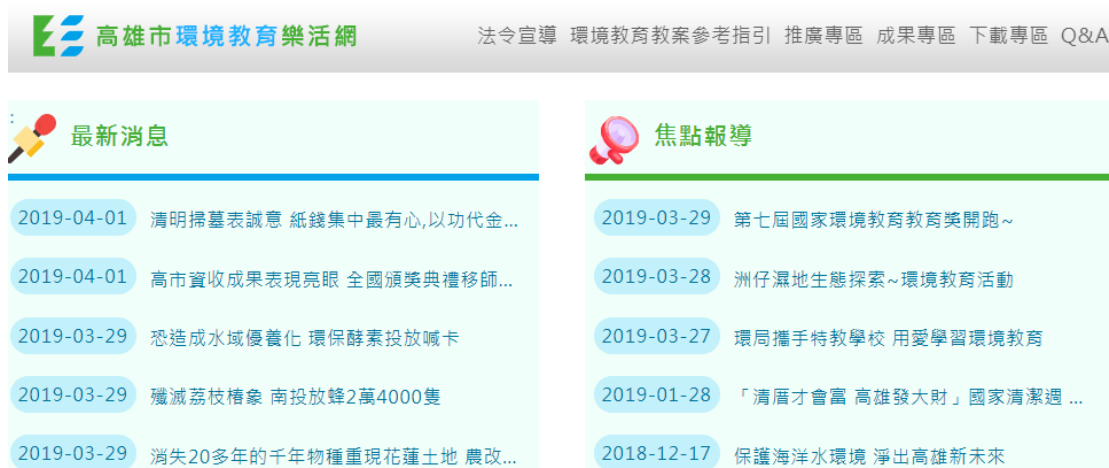 高雄市環境教育樂活網
法令宣導 環境教育教案參考指引 推廣專區 成果專區 下載專區 Q&A
最新消息
2019-04-01 清明掃墓表誠意 紙錢集中最有心,以功代金...
2019-04-01 高市資收成果表現亮眼 全國頒獎典禮移師...
2019-03-29 恐造成水域優養化 環保酵素投放喊卡
2019-03-29 殲滅荔枝椿象 南投放蜂2萬4000隻
2019-03-29 消失20多年的千年物種重現花蓮土地 農改...
焦點報導
2019-03-29 第七屆國家環境教育教育獎開跑~
2019-03-28 洲仔濕地生態探索~環境教育活動
2019-03-27 環局攜手特教學校 用愛學習環境教育
2019-01-28 「清厝才會富 高雄發大財」國家清潔週 ...
2018-12-17 保護海洋水環境 淨出高雄新未來